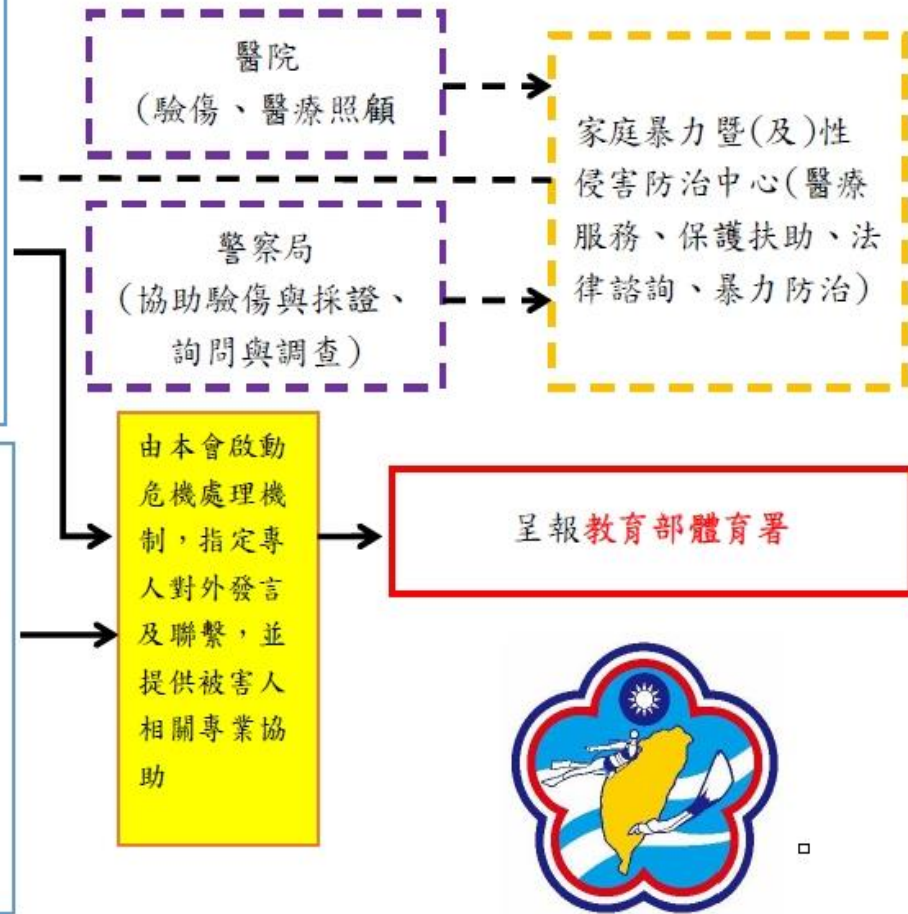 醫院
(驗傷、醫療照顧
家庭暴力暨(及)性
侵害防治中心(醫療
服務、保護扶助、法
律諮詢、暴力防治)
警察局
(協助驗傷與採證、
詢問與調查)
由本會啟動
危機處理機
制，指定專
人對外發言
及聯繫，並
提供被害人
相關專業協
助
呈報教育部體育署